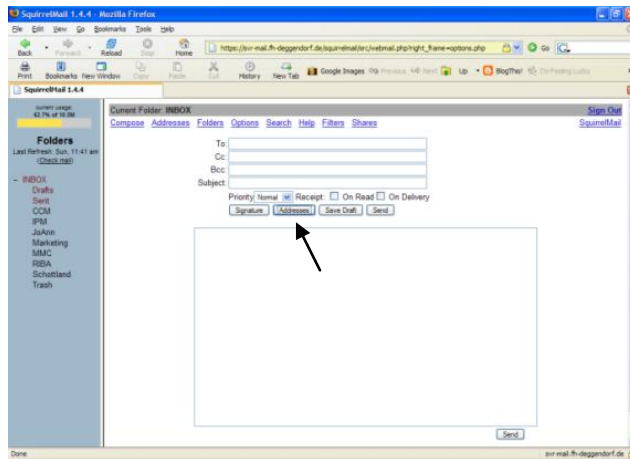 SquirrelMail 1.4.4 - Mozilla Firefox
File Edit View Go Bookmarks Tools Help
Back Forward Reload Stop Home https://svr-mail.fh-deggendorf.de/squirrelmail/src/webmail.php?right_frame=options.php Go
Print Bookmarks New Window Copy Paste Cut History New Tab Google Images Previous Next Up BlogThis!
SquirrelMail 1.4.4
current usage:
62.7% of 10.0M
Folders
Last Refresh: Sun, 11:41 am
(Check mail)
- INBOX
Drafts
Sent
CCM
IPM
JoAnn
Marketing
MMC
RIBA
Schottland
Trash
Current Folder: INBOX Sign Out
Compose Addresses Folders Options Search Help Filters Shares SquirrelMail
To:
Cc:
Bcc:
Subject:
Priority Normal Receipt: On Read On Delivery
Signature Addresses Save Draft Send
Send
Done svr-mail.fh-deggendorf.de